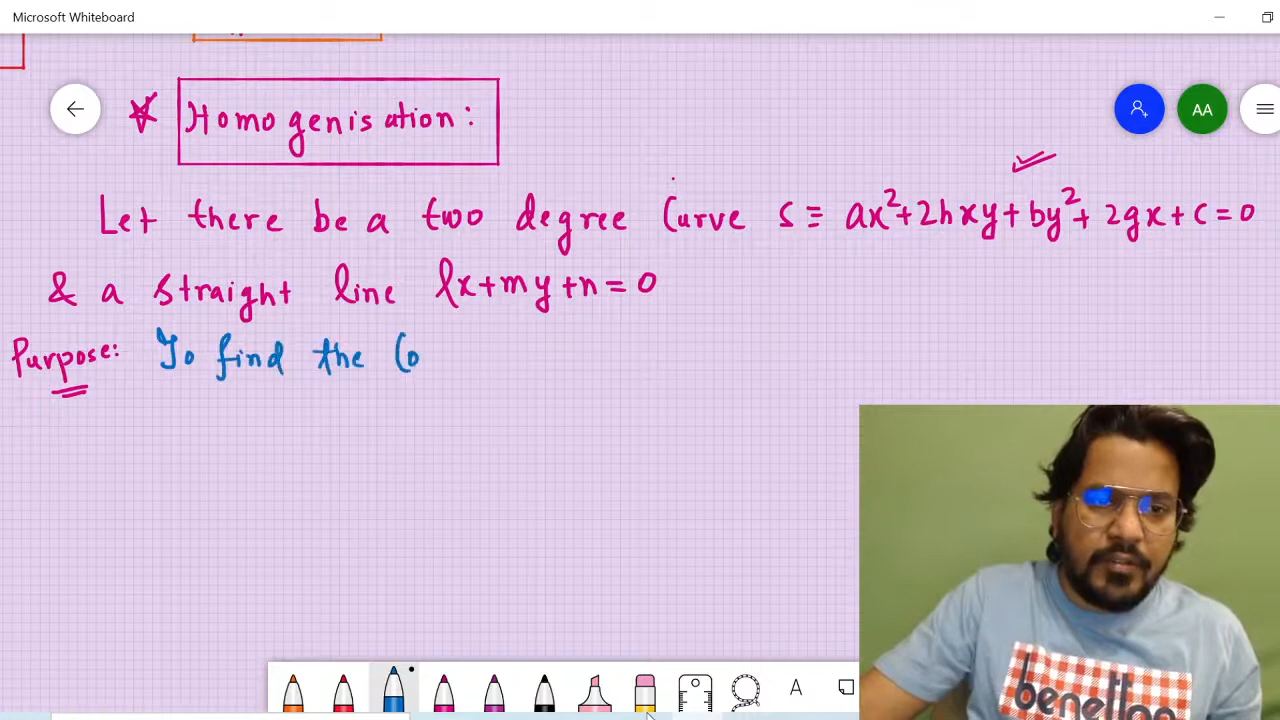 Microsoft Whiteboard
Homogenisation:
AA
Let there be a two degree Curve S ≡ ax²+2hxy+by²+2gx+c=0
& a straight line lx+my+n=0
Purpose: To find the Co
benetton
A